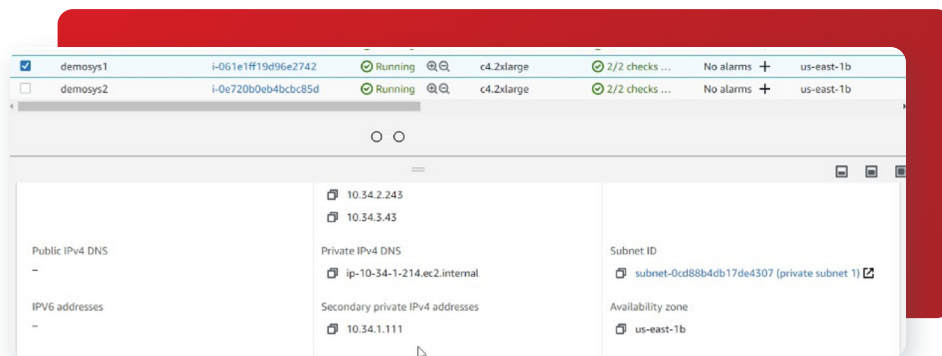 demosys1 i-061e1ff19d96e2742 Running c4.2xlarge 2/2 checks ... No alarms + us-east-1b
demosys2 i-0e720b0eb4bcbc85d Running c4.2xlarge 2/2 checks ... No alarms + us-east-1b
10.34.2.243
10.34.3.43
Public IPv4 DNS Private IPv4 DNS Subnet ID
– ip-10-34-1-214.ec2.internal subnet-0cd88b4db17de4307 (private subnet 1)
IPV6 addresses Secondary private IPv4 addresses Availability zone
– 10.34.1.111 us-east-1b